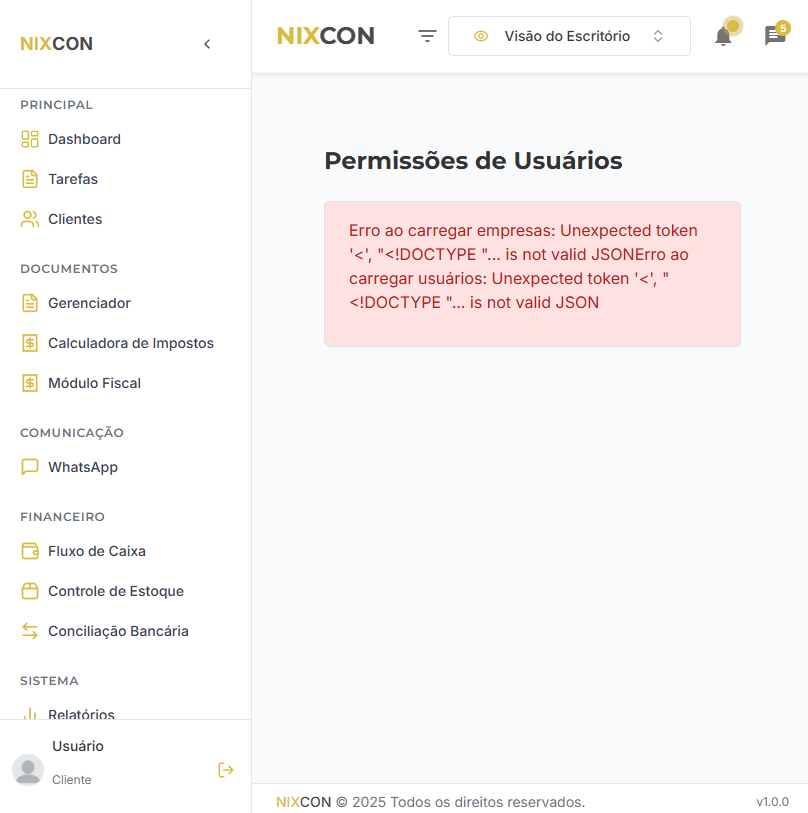 NIXCON
PRINCIPAL
Dashboard
Tarefas
Clientes
DOCUMENTOS
Gerenciador
Calculadora de Impostos
Módulo Fiscal
COMUNICAÇÃO
WhatsApp
FINANCEIRO
Fluxo de Caixa
Controle de Estoque
Conciliação Bancária
SISTEMA
Relatórios
Usuário
Cliente
NIXCON
Visão do Escritório
5
Permissões de Usuários
Erro ao carregar empresas: Unexpected token
'<', "<!DOCTYPE "... is not valid JSONErro ao
carregar usuários: Unexpected token '<', "
<!DOCTYPE "... is not valid JSON
NIXCON © 2025 Todos os direitos reservados.
v1.0.0